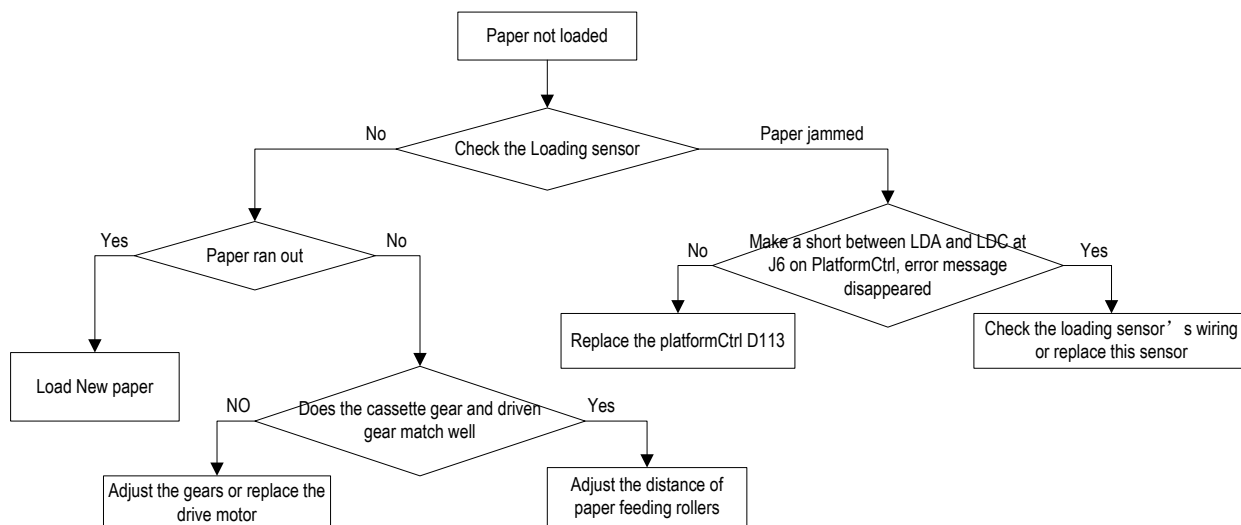 Paper not loaded
No
Check the Loading sensor
Paper jammed
Yes
Paper ran out
No
No
Make a short between LDA and LDC at
J6 on PlatformCtrl, error message
disappeared
Yes
Load New paper
Replace the platformCtrl D113
Check the loading sensor’s wiring
or replace this sensor
NO
Does the cassette gear and driven
gear match well
Yes
Adjust the gears or replace the
drive motor
Adjust the distance of
paper feeding rollers